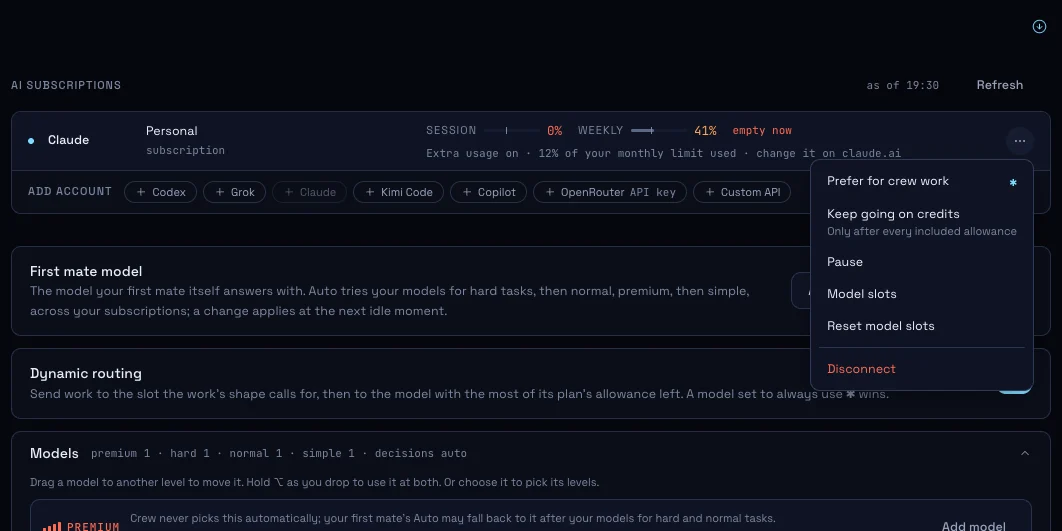 AI SUBSCRIPTIONS
as of 19:30
Refresh
Claude
Personal
subscription
SESSION 0% WEEKLY 41% empty now
Extra usage on · 12% of your monthly limit used · change it on claude.ai
ADD ACCOUNT
+ Codex
+ Grok
+ Claude
+ Kimi Code
+ Copilot
+ OpenRouter API key
+ Custom API
Prefer for crew work *
Keep going on credits
Only after every included allowance
Pause
Model slots
Reset model slots
Disconnect
First mate model
The model your first mate itself answers with. Auto tries your models for hard tasks, then normal, premium, then simple,
across your subscriptions; a change applies at the next idle moment.
Dynamic routing
Send work to the slot the work's shape calls for, then to the model with the most of its plan's allowance left. A model set to always use ✱ wins.
Models premium 1 · hard 1 · normal 1 · simple 1 · decisions auto
Drag a model to another level to move it. Hold ⌥ as you drop to use it at both. Or choose it to pick its levels.
PREMIUM
Crew never picks this automatically; your first mate's Auto may fall back to it after your models for hard and normal tasks.
Add model